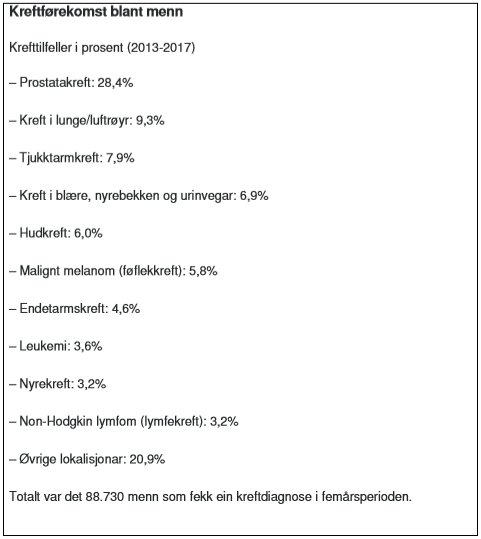 Kreftførekomst blant menn
Krefttilfeller i prosent (2013-2017)
– Prostatakreft: 28,4%
– Kreft i lunge/luftrøyr: 9,3%
– Tjukktarmkreft: 7,9%
– Kreft i blære, nyrebekken og urinvegar: 6,9%
– Hudkreft: 6,0%
– Malignt melanom (føflekkreft): 5,8%
– Endetarmskreft: 4,6%
– Leukemi: 3,6%
– Nyrekreft: 3,2%
– Non-Hodgkin lymfom (lymfekreft): 3,2%
– Øvrige lokalisjonar: 20,9%
Totalt var det 88.730 menn som fekk ein kreftdiagnose i femårsperioden.